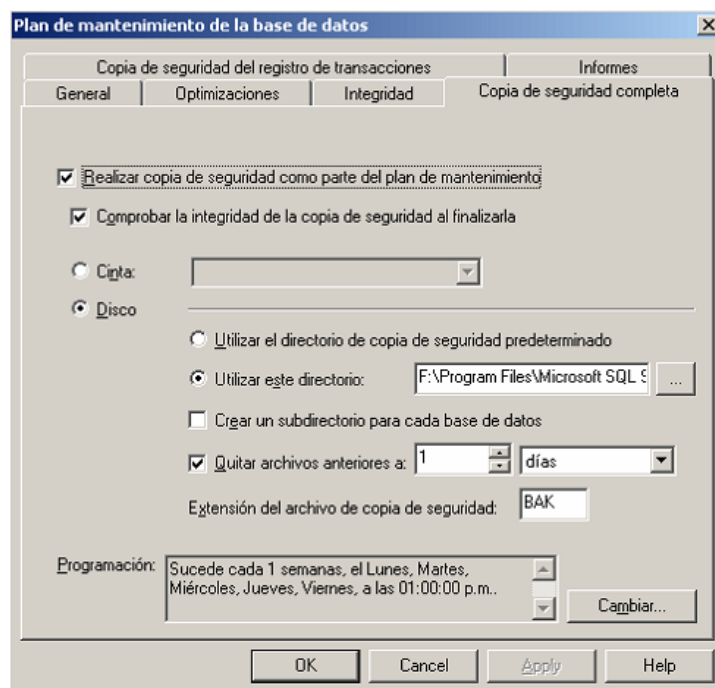 Plan de mantenimiento de la base de datos
Copia de seguridad del registro de transacciones
Informes
General
Optimizaciones
Integridad
Copia de seguridad completa
Realizar copia de seguridad como parte del plan de mantenimiento
Comprobar la integridad de la copia de seguridad al finalizarla
Cinta:
Disco
Utilizar el directorio de copia de seguridad predeterminado
Utilizar este directorio: F:\Program Files\Microsoft SQL S ...
Crear un subdirectorio para cada base de datos
Quitar archivos anteriores a: 1 días
Extensión del archivo de copia de seguridad: BAK
Programación: Sucede cada 1 semanas, el Lunes, Martes,
Miércoles, Jueves, Viernes, a las 01:00:00 p.m..
Cambiar...
OK Cancel Apply Help